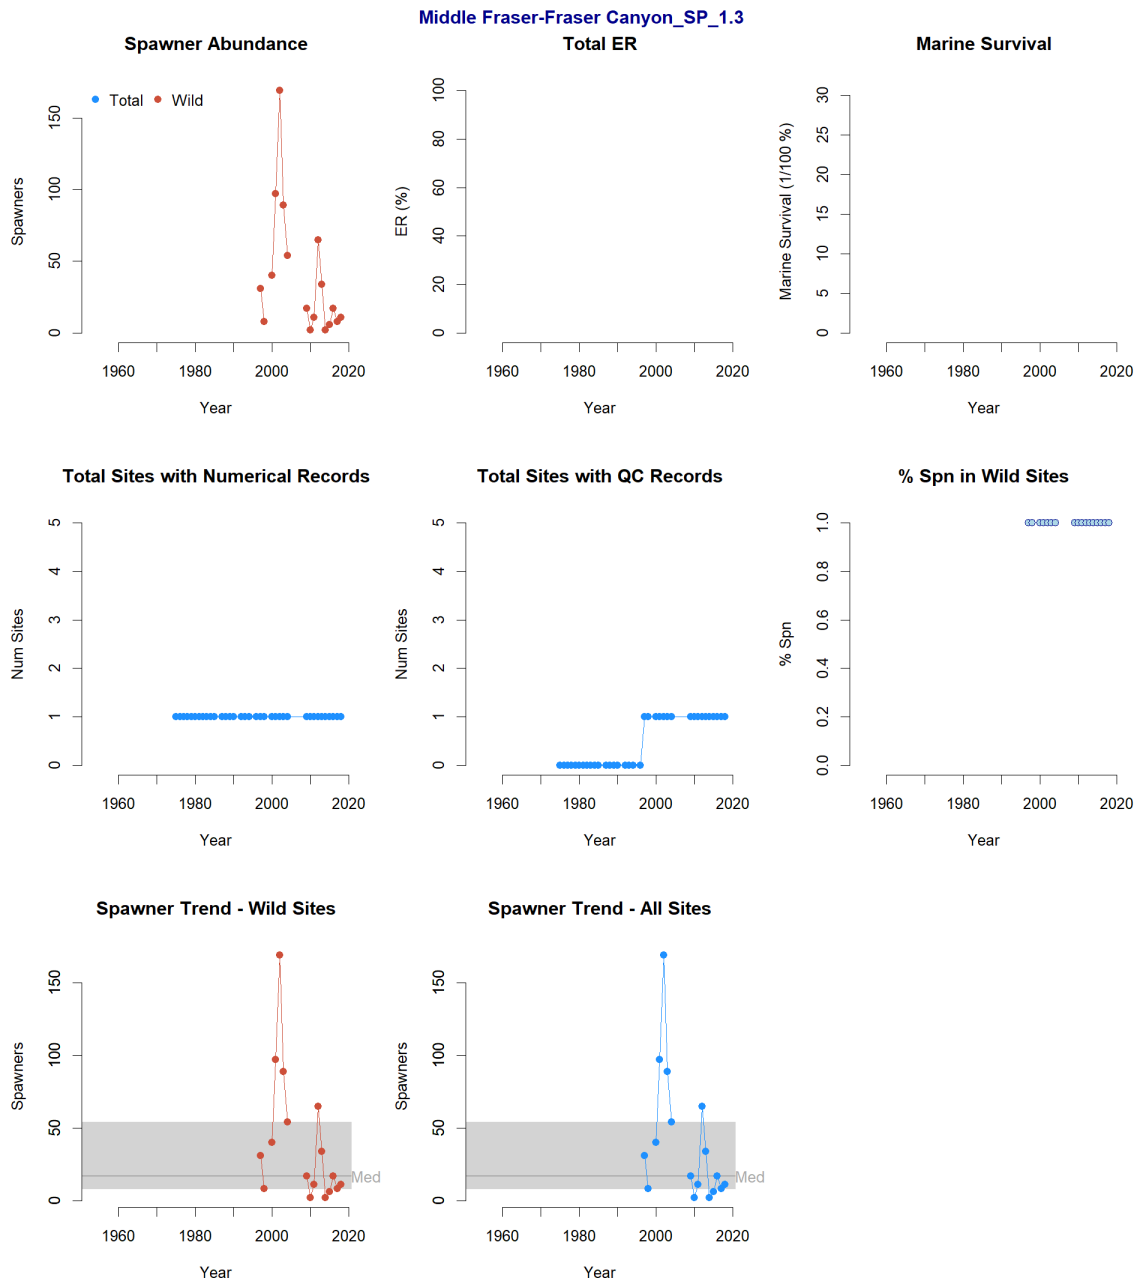 Middle Fraser-Fraser Canyon_SP_1.3
Spawner Abundance
Total
Wild
Spawners
0
50
100
150
1960
1980
2000
2020
Year
Total ER
ER (%)
0
20
40
60
80
100
1960
1980
2000
2020
Year
Marine Survival
Marine Survival (1/100 %)
0
5
10
15
20
25
30
1960
1980
2000
2020
Year
Total Sites with Numerical Records
Num Sites
0
1
2
3
4
5
1960
1980
2000
2020
Year
Total Sites with QC Records
Num Sites
0
1
2
3
4
5
1960
1980
2000
2020
Year
% Spn in Wild Sites
% Spn
0.0
0.2
0.4
0.6
0.8
1.0
1960
1980
2000
2020
Year
Spawner Trend - Wild Sites
Spawners
0
50
100
150
Med
1960
1980
2000
2020
Year
Spawner Trend - All Sites
Spawners
0
50
100
150
Med
1960
1980
2000
2020
Year